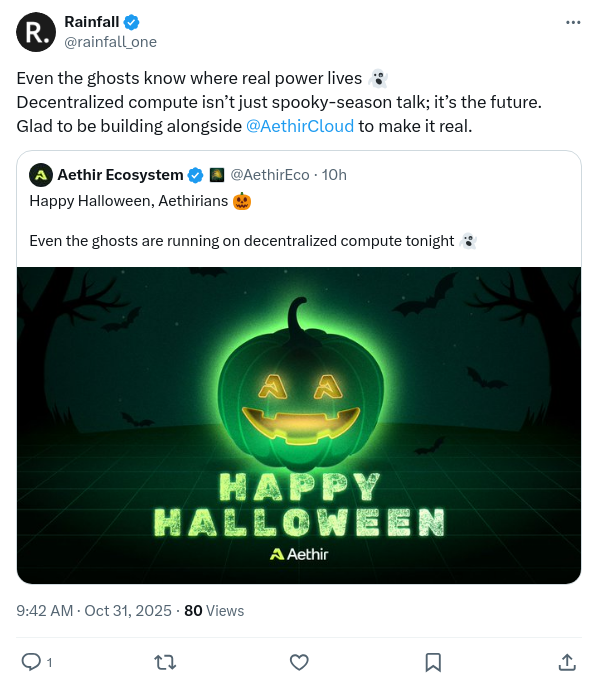 Rainfall
@rainfall_one
Even the ghosts know where real power lives 👻
Decentralized compute isn't just spooky-season talk; it's the future.
Glad to be building alongside @AethirCloud to make it real.
Aethir Ecosystem @AethirEco · 10h
Happy Halloween, Aethirians 🎃
Even the ghosts are running on decentralized compute tonight 👻
HAPPY
HALLOWEEN
Aethir
9:42 AM · Oct 31, 2025 · 80 Views
1